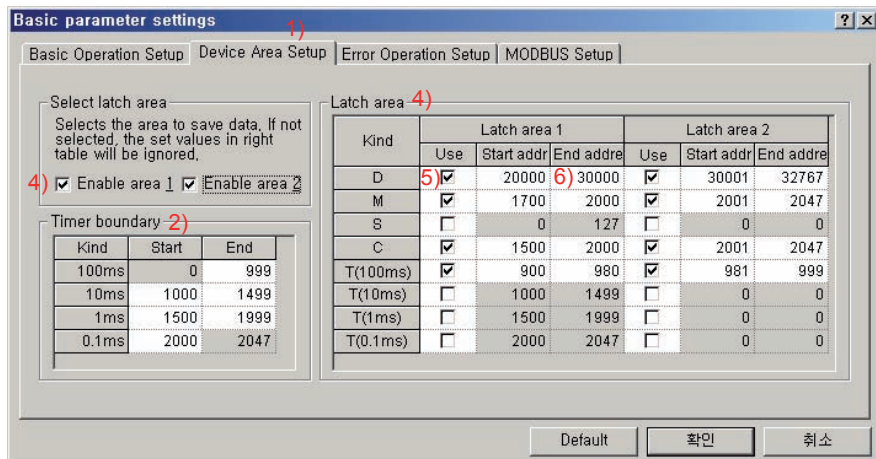 Basic parameter settings
1)
Basic Operation Setup Device Area Setup Error Operation Setup MODBUS Setup
Select latch area
Selects the area to save data, If not
selected, the set values in right
table will be ignored,
4) Enable area 1 Enable area 2
Timer boundary 2)
Kind Start End
100ms 0 999
10ms 1000 1499
1ms 1500 1999
0.1ms 2000 2047
Latch area 4)
Kind Latch area 1 Latch area 2
Use Start addr End addre Use Start addr End addre
D 5) 20000 6) 30000 30001 32767
M 1700 2000 2001 2047
S 0 127 0 0
C 1500 2000 2001 2047
T(100ms) 900 980 981 999
T(10ms) 1000 1499 0 0
T(1ms) 1500 1999 0 0
T(0.1ms) 2000 2047 0 0
Default 확인 취소